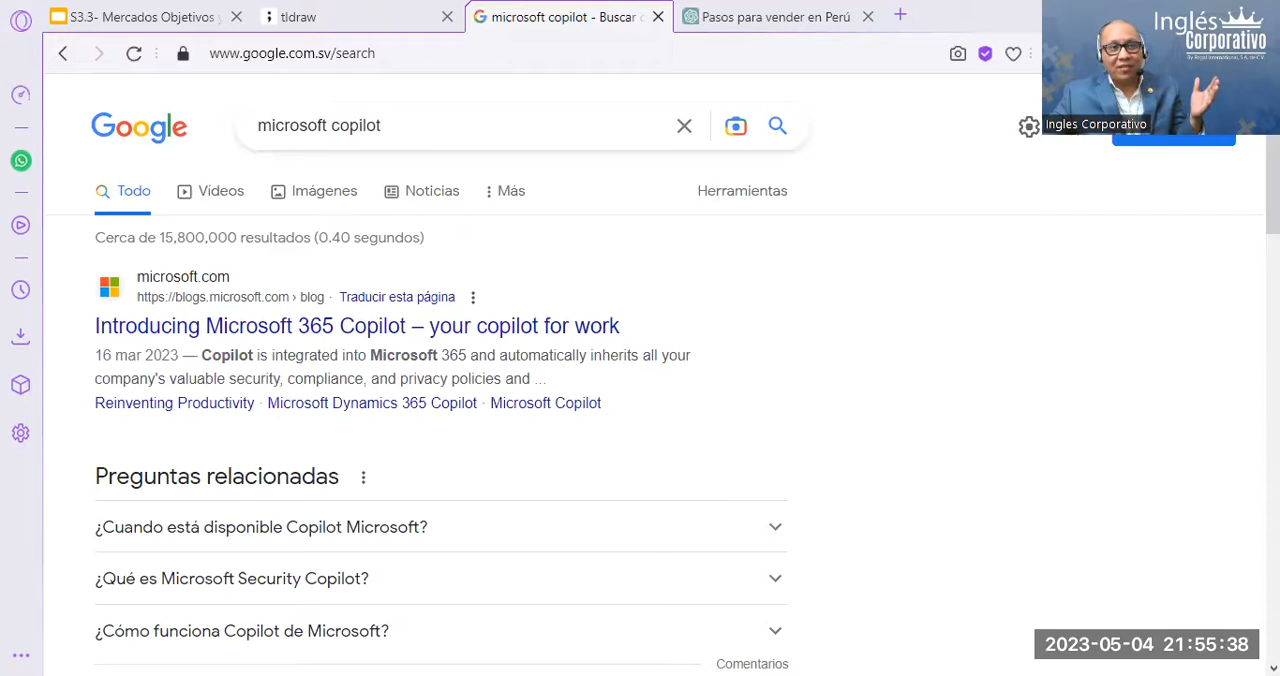 S3.3- Mercados Objetivos y
tldraw
microsoft copilot - Buscar c
Pasos para vender en Perú
www.google.com.sv/search
Inglés
Corporativo
Ingles Corporativo
Google
microsoft copilot
Todo
Vídeos
Imágenes
Noticias
Más
Herramientas
Cerca de 15,800,000 resultados (0.40 segundos)
microsoft.com
https://blogs.microsoft.com › blog · Traducir esta página
Introducing Microsoft 365 Copilot – your copilot for work
16 mar 2023 — Copilot is integrated into Microsoft 365 and automatically inherits all your
company's valuable security, compliance, and privacy policies and ...
Reinventing Productivity · Microsoft Dynamics 365 Copilot · Microsoft Copilot
Preguntas relacionadas
¿Cuando está disponible Copilot Microsoft?
¿Qué es Microsoft Security Copilot?
¿Cómo funciona Copilot de Microsoft?
Comentarios
2023-05-04 21:55:38